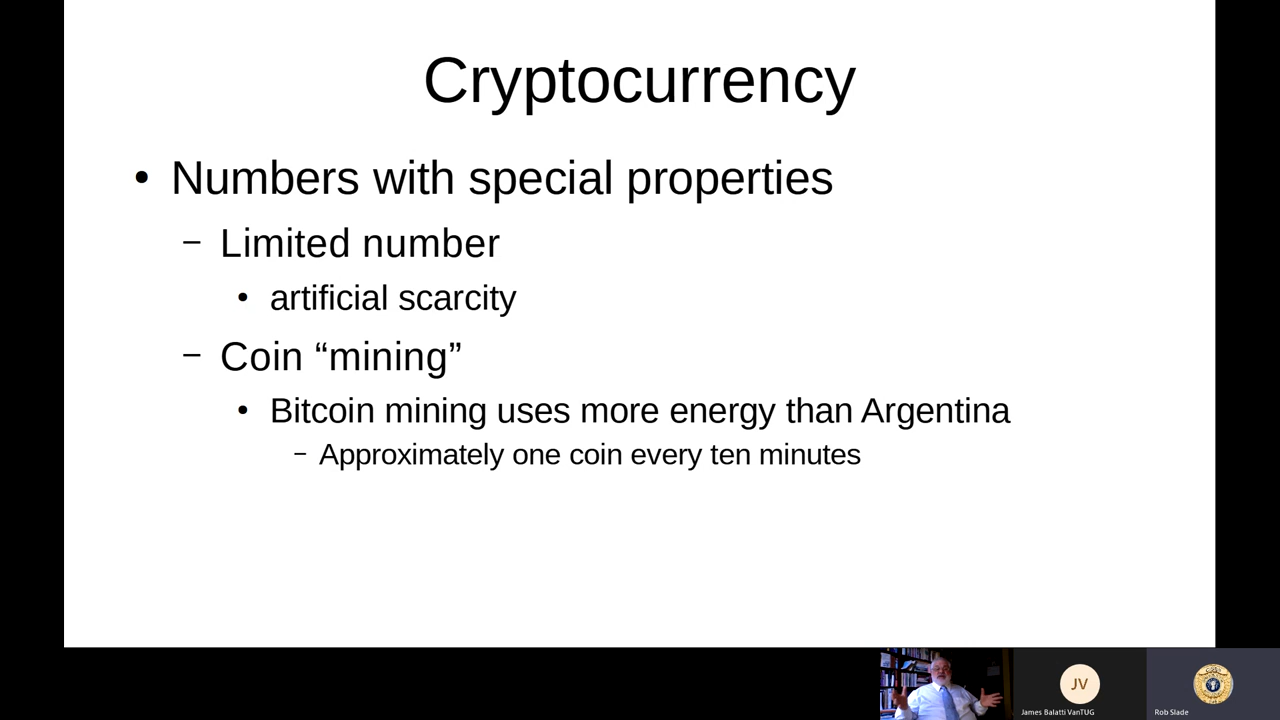 Cryptocurrency
• Numbers with special properties
– Limited number
• artificial scarcity
– Coin “mining”
• Bitcoin mining uses more energy than Argentina
– Approximately one coin every ten minutes
JV
James Balatti VanTUG
Rob Slade